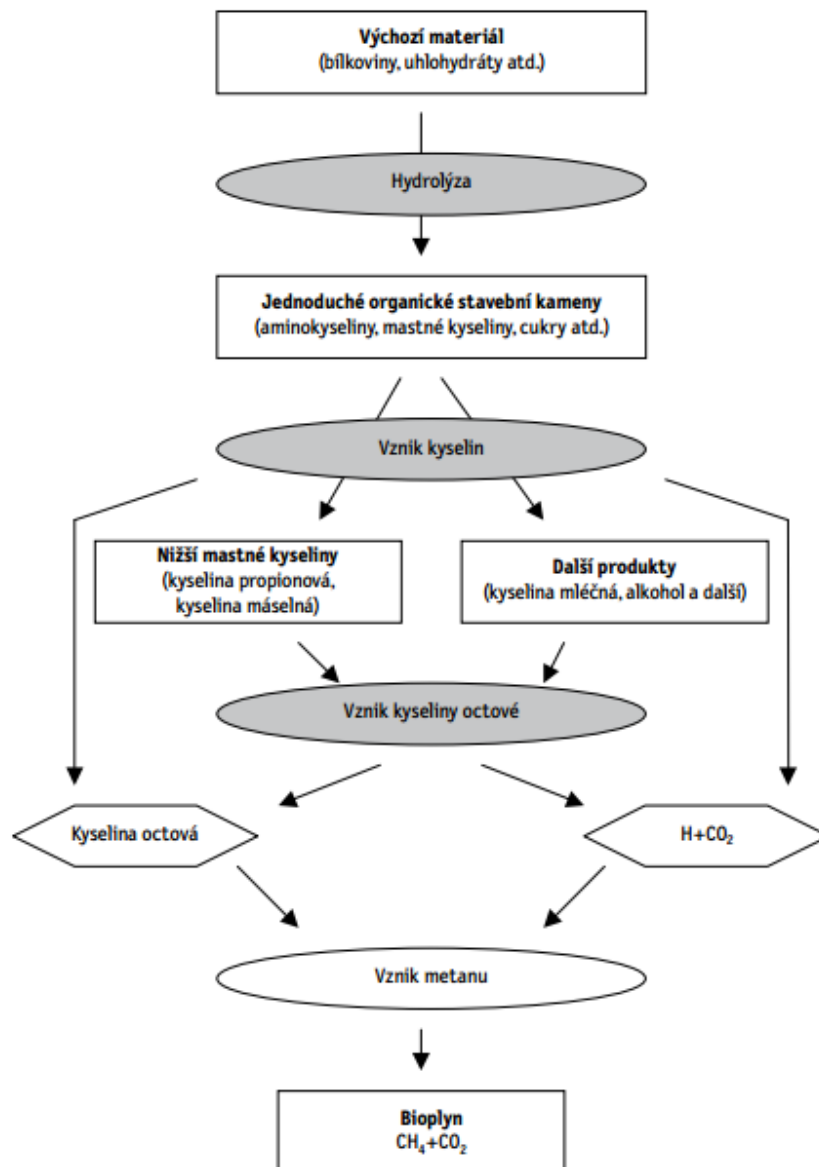 Výchozí materiál
(bílkoviny, uhlohydráty atd.)
Hydrolýza
Jednoduché organické stavební kameny
(aminokyseliny, mastné kyseliny, cukry atd.)
Vznik kyselin
Nižší mastné kyseliny
(kyselina propionová,
kyselina máselná)
Další produkty
(kyselina mléčná, alkohol a další)
Vznik kyseliny octové
Kyselina octová
H+CO₂
Vznik metanu
Bioplyn
CH₄+CO₂